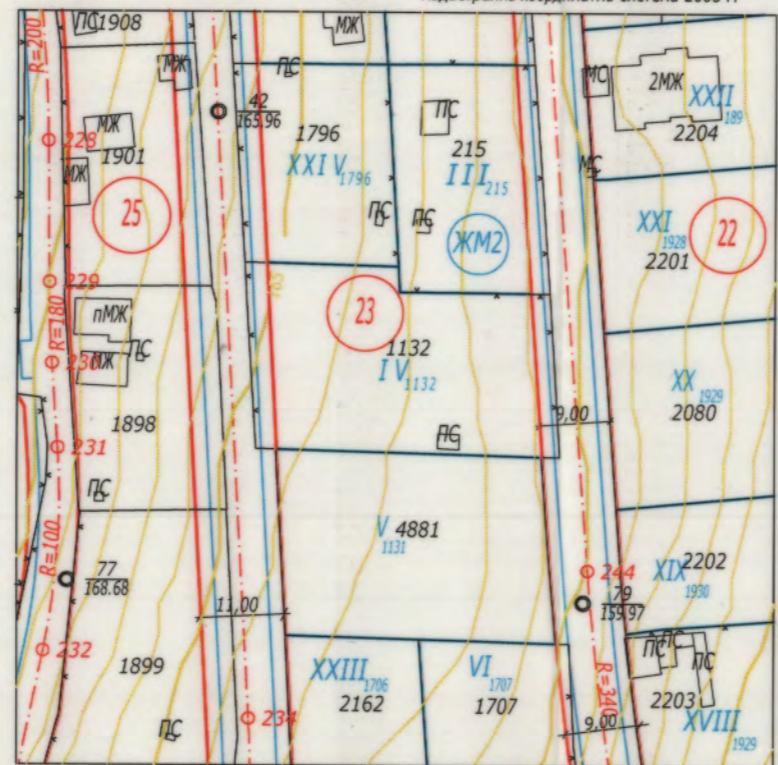 R=200
ПС
1908
МЖ
МЖ
ПС
42
165.96
МС
2МЖ
XXII 189
2204
228
МЖ
1901
1796
ПС
215
XXIV 1796
III 215
МЖ
МС
25
ПС
ПС
ЖМ2
XXI 1928
2201
22
229
165
пМЖ
23
R=180
ПС
1132
IV 1132
230
МЖ
XX 1929
2080
1898
9,00
ПС
231
ПС
V 1131
4881
R=100
77
168.68
244
XIX 1930
2202
79
159.97
11,00
232
1899
ПС
ПС
ПС
XXIII 1706
2162
VI 1707
1707
R=340
2203
234
ПС
9,00
XVIII 1929